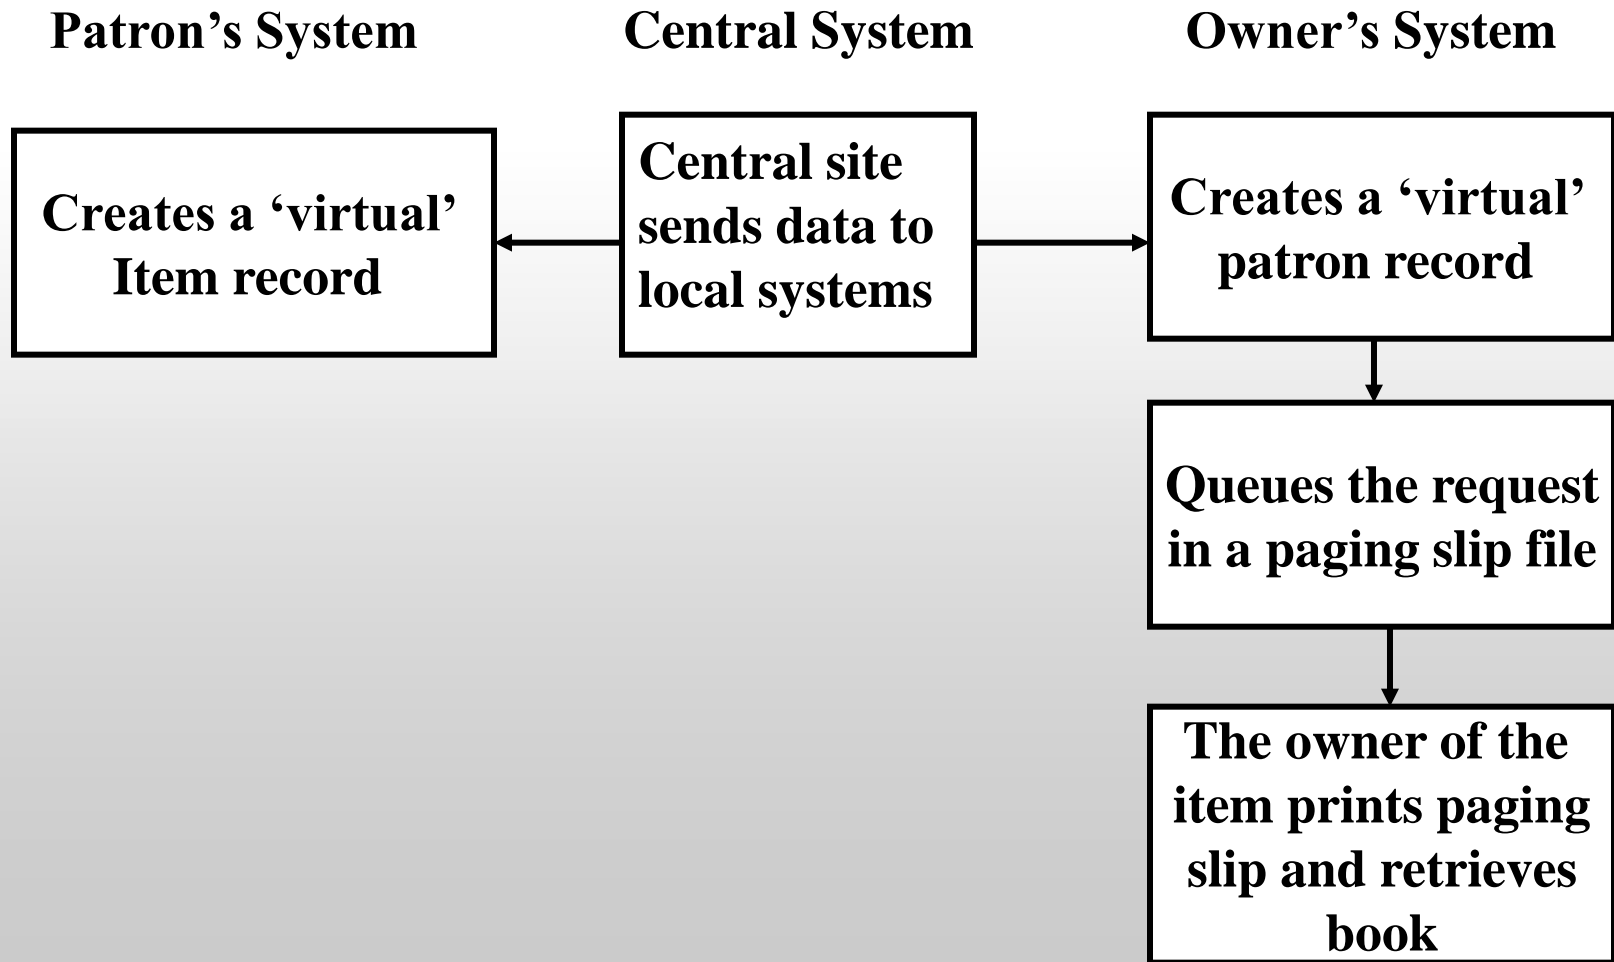 Patron’s System
Central System
Owner’s System
Creates a ‘virtual’
Item record
Central site
sends data to
local systems
Creates a ‘virtual’
patron record
Queues the request
in a paging slip file
The owner of the
item prints paging
slip and retrieves
book